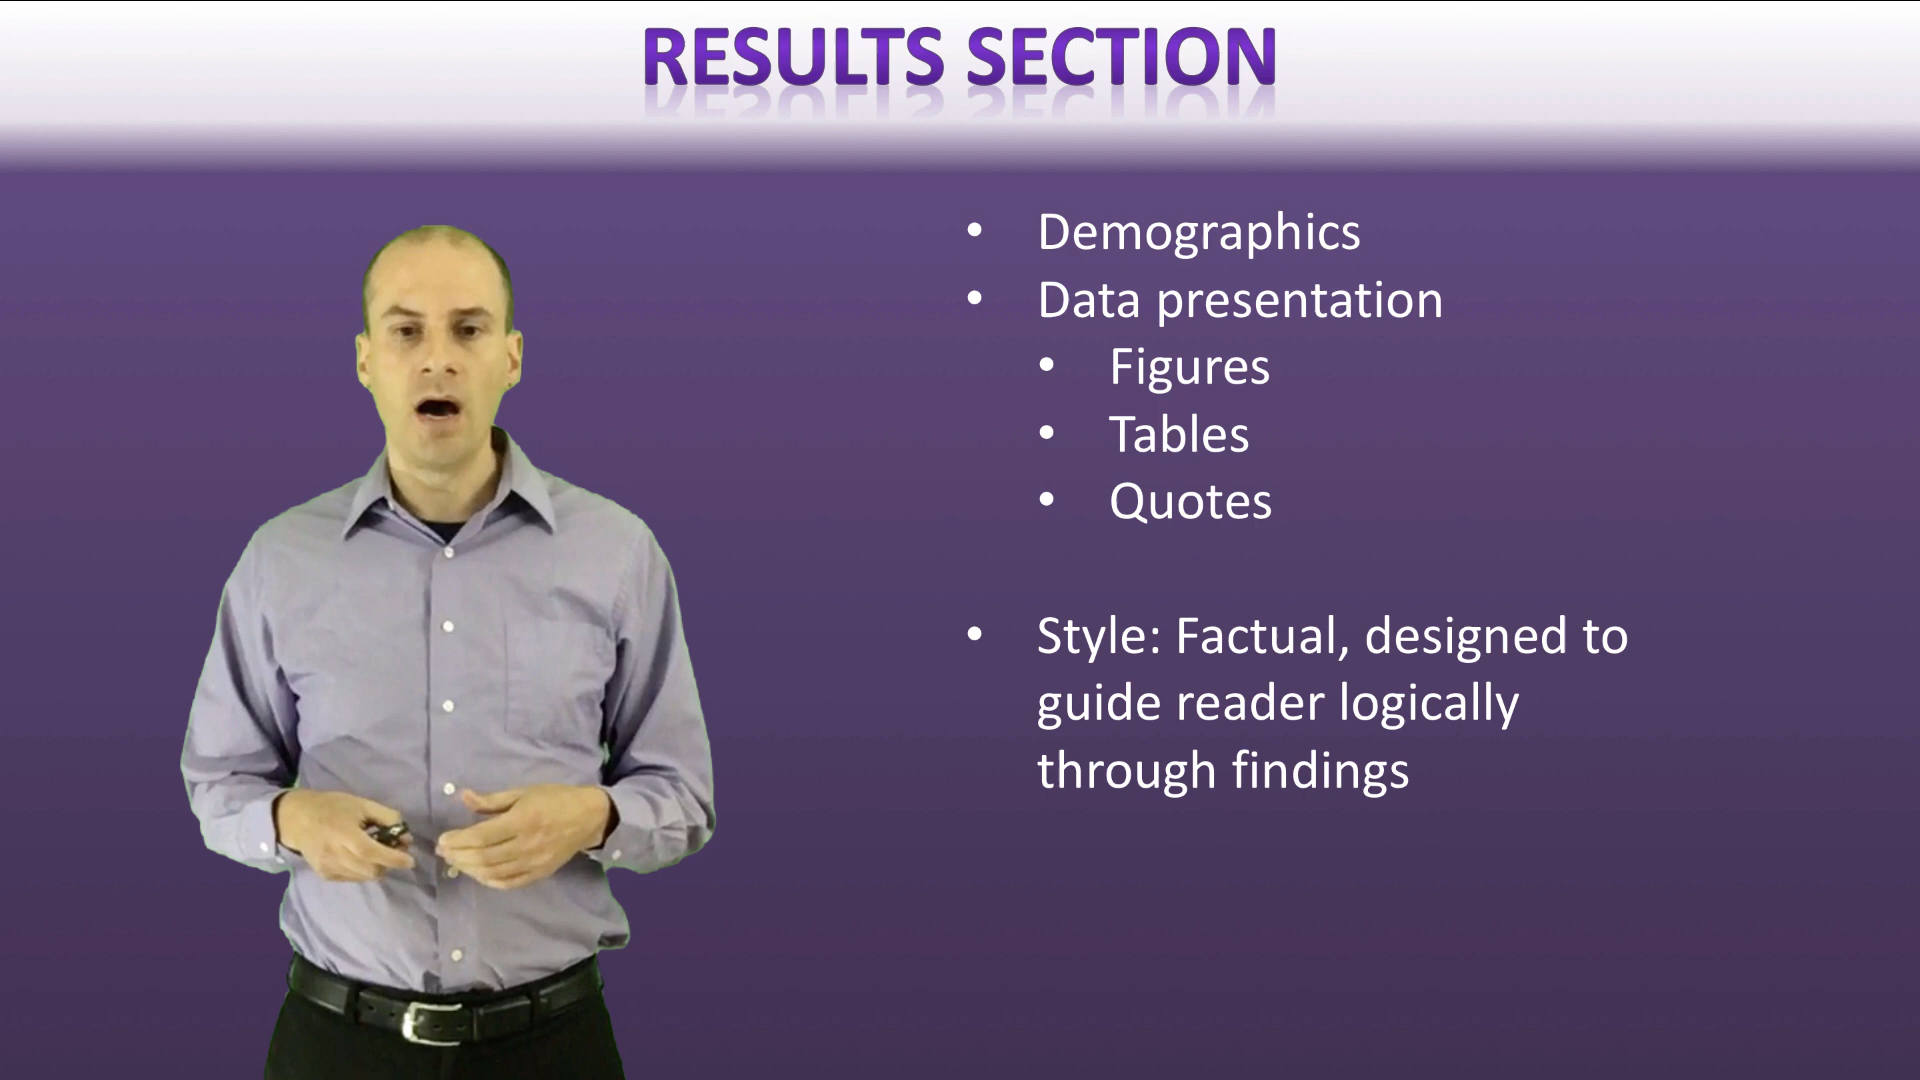 RESULTS SECTION
• Demographics
• Data presentation
• Figures
• Tables
• Quotes
• Style: Factual, designed to
guide reader logically
through findings